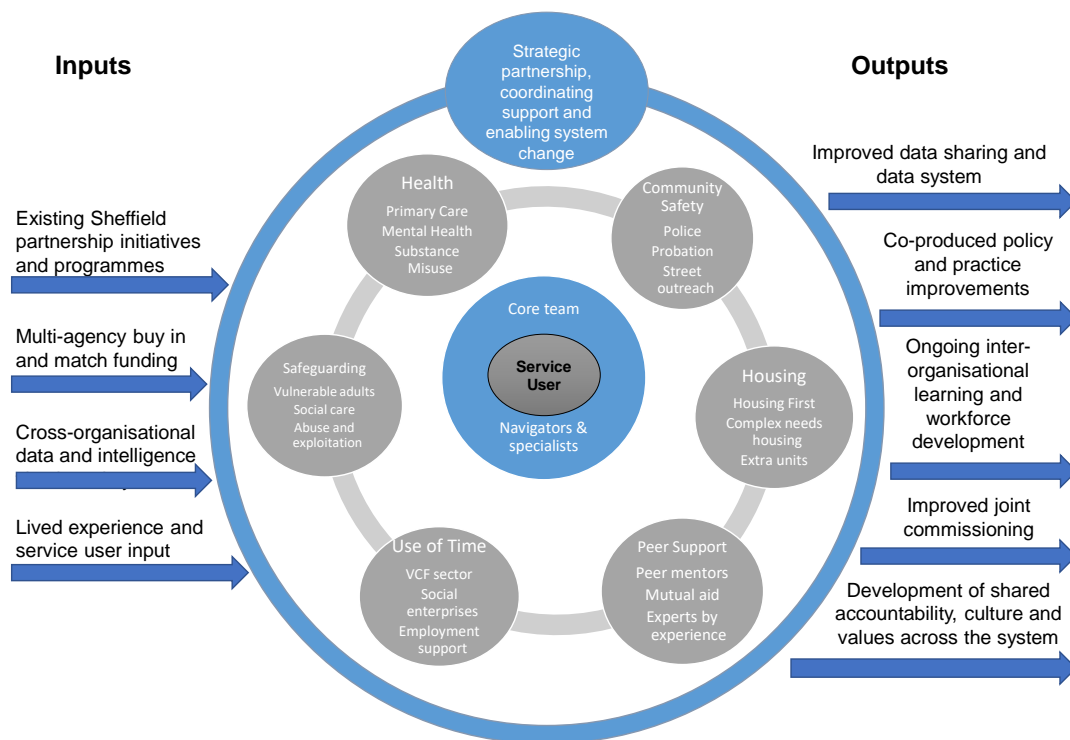 Inputs
Strategic
partnership,
coordinating
support and
enabling system
change
Outputs
Existing Sheffield
partnership initiatives
and programmes
Multi-agency buy in
and match funding
Cross-organisational
data and intelligence
Lived experience and
service user input
Health
Primary Care
Mental Health
Substance
Misuse
Community
Safety
Police
Probation
Street
outreach
Safeguarding
Vulnerable adults
Social care
Abuse and
exploitation
Core team
Service
User
Navigators &
specialists
Housing
Housing First
Complex needs
housing
Extra units
Use of Time
VCF sector
Social
enterprises
Employment
support
Peer Support
Peer mentors
Mutual aid
Experts by
experience
Improved data sharing and
data system
Co-produced policy
and practice
improvements
Ongoing inter-
organisational
learning and
workforce
development
Improved joint
commissioning
Development of shared
accountability, culture and
values across the system